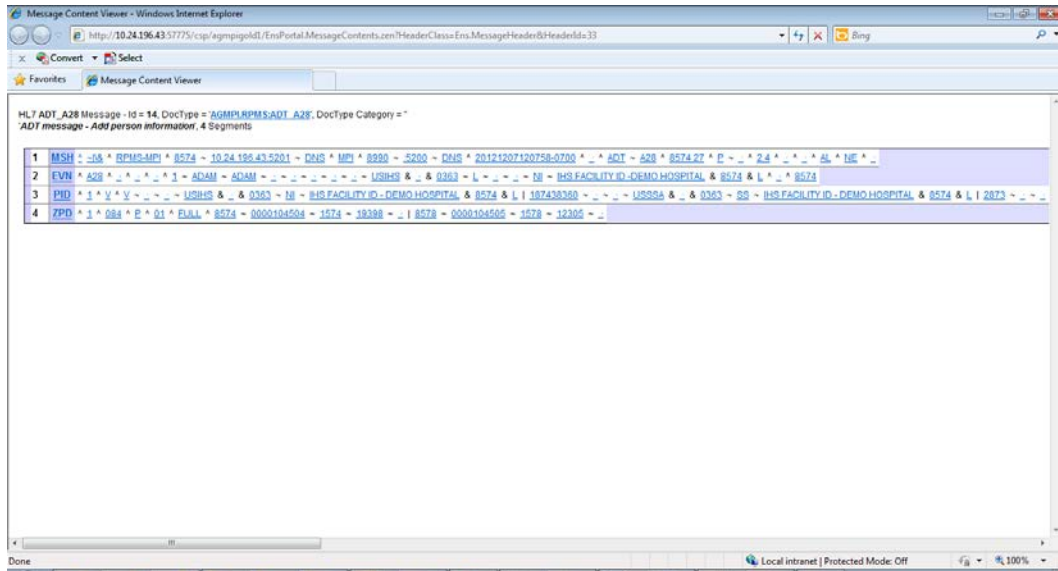 Message Content Viewer - Windows Internet Explorer
http://10.24.196.43:57775/csp/agmpigold1/EnsPortal.MessageContents.zen?HeaderClass=Ens.MessageHeader&HeaderId=33
Bing
x Convert Select
Favorites Message Content Viewer
HL7 ADT_A28 Message - Id = 14, DocType = 'AGMPI.RPMS:ADT_A28', DocType Category = "
'ADT message - Add person information', 4 Segments
1 MSH ^ ~|\& ^ RPMS-MPI ^ 8574 ~ 10.24.196.43:5201 ~ DNS ^ MPI ^ 8990 ~ :5200 ~ DNS ^ 20121207120758-0700 ^ _ ^ ADT ~ A28 ^ 8574 27 ^ P ~ _ ^ 2.4 ^ _ ^ _ ^ AL ^ NE ^ _
2 EVN ^ A28 ^ _ ^ _ ^ _ ^ 1 ~ ADAM ~ ADAM ~ _ ~ _ ~ _ ~ _ ~ _ ~ USIHS & _ & 0363 ~ L ~ _ ~ _ ~ NI ~ IHS FACILITY ID -DEMO HOSPITAL & 8574 & L ^ _ ^ 8574
3 PID ^ 1 ^ V ^ V ~ _ ~ _ ~ USIHS & _ & 0363 ~ NI ~ IHS FACILITY ID - DEMO HOSPITAL & 8574 & L | 187438360 ~ _ ~ _ ~ USSSA & _ & 0363 ~ SS ~ IHS FACILITY ID - DEMO HOSPITAL & 8574 & L | 2873 ~ _ ~ _
4 ZPD ^ 1 ^ 084 ^ P ^ 01 ^ FULL ^ 8574 ~ 0000104504 ~ 1574 ~ 19398 ~ _ | 8578 ~ 0000104505 ~ 1578 ~ 12305 ~ _
Done
Local intranet | Protected Mode: Off
100%